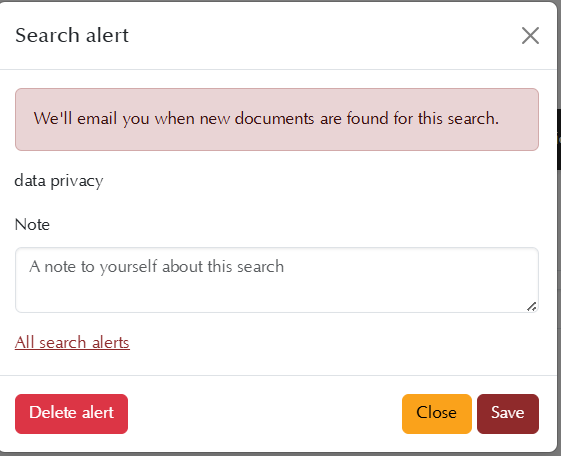 Search alert
We'll email you when new documents are found for this search.
data privacy
Note
A note to yourself about this search
All search alerts
Delete alert
Close
Save